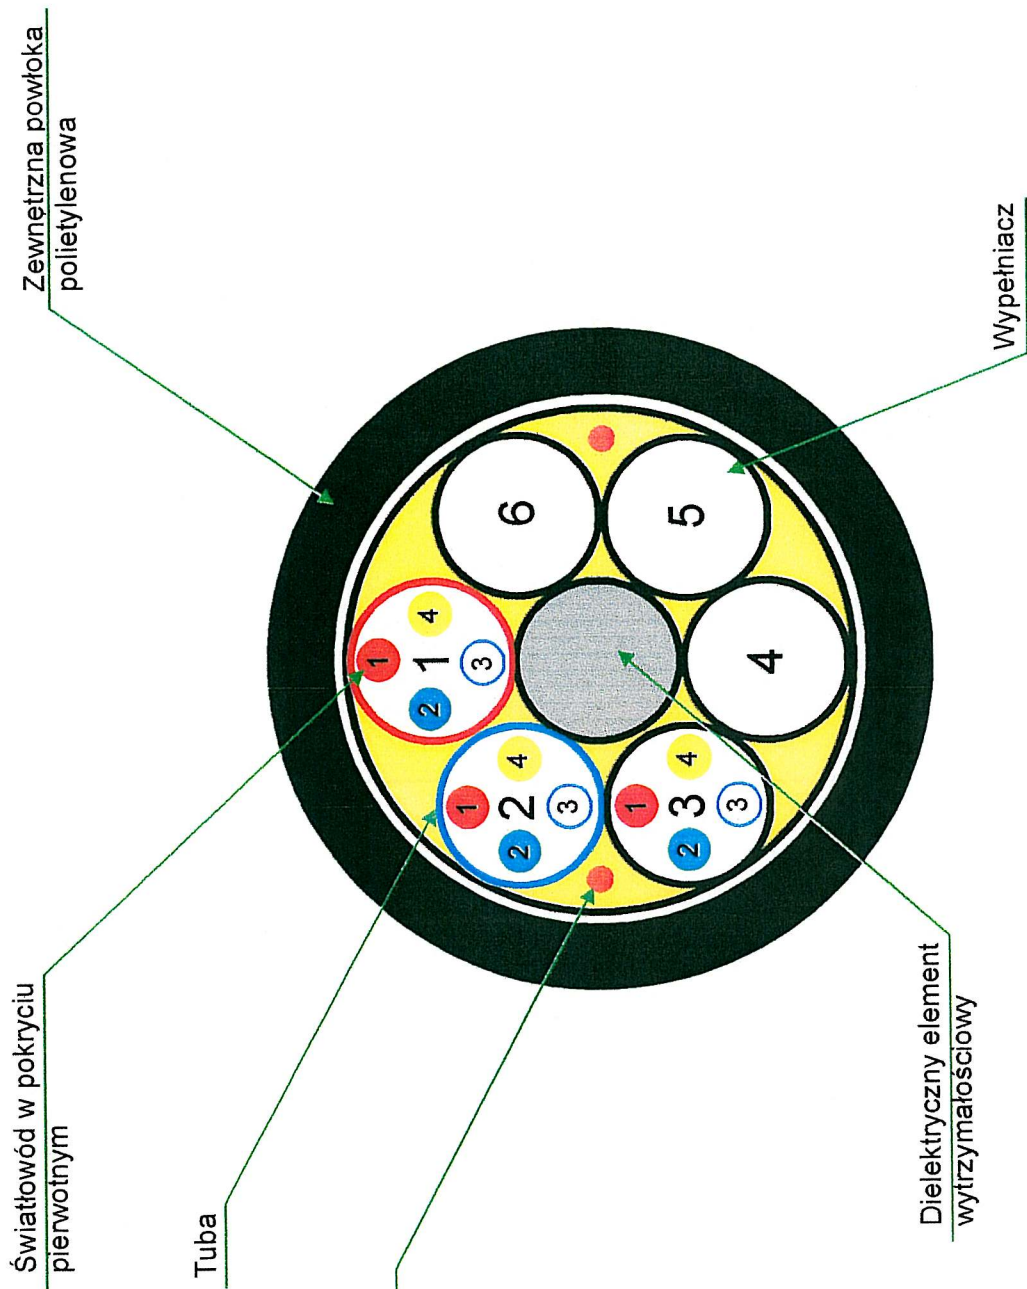 Światłowód w pokryciu
pierwotnym
Zewnętrzna powłoka
polietylenowa
Tuba
1
2
3
4
1
1
2
3
4
2
1
2
3
4
3
4
5
6
Dielektryczny element
wytrzymałościowy
Wypełniacz